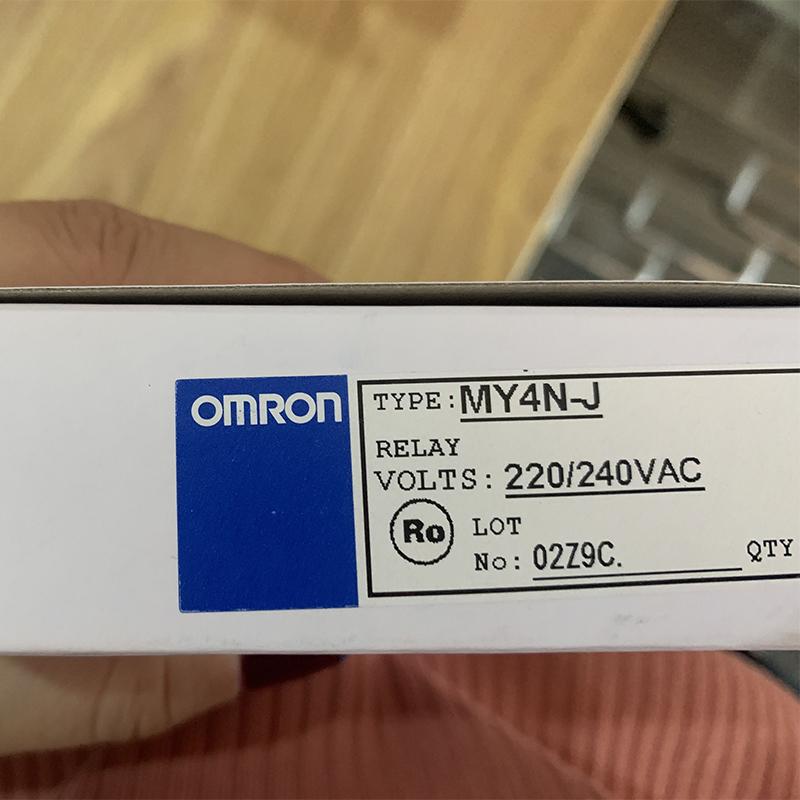 OMRON
TYPE: MY4N-J
RELAY
VOLTS: 220/240VAC
Ro
LOT
No: 02Z9C.
QTY